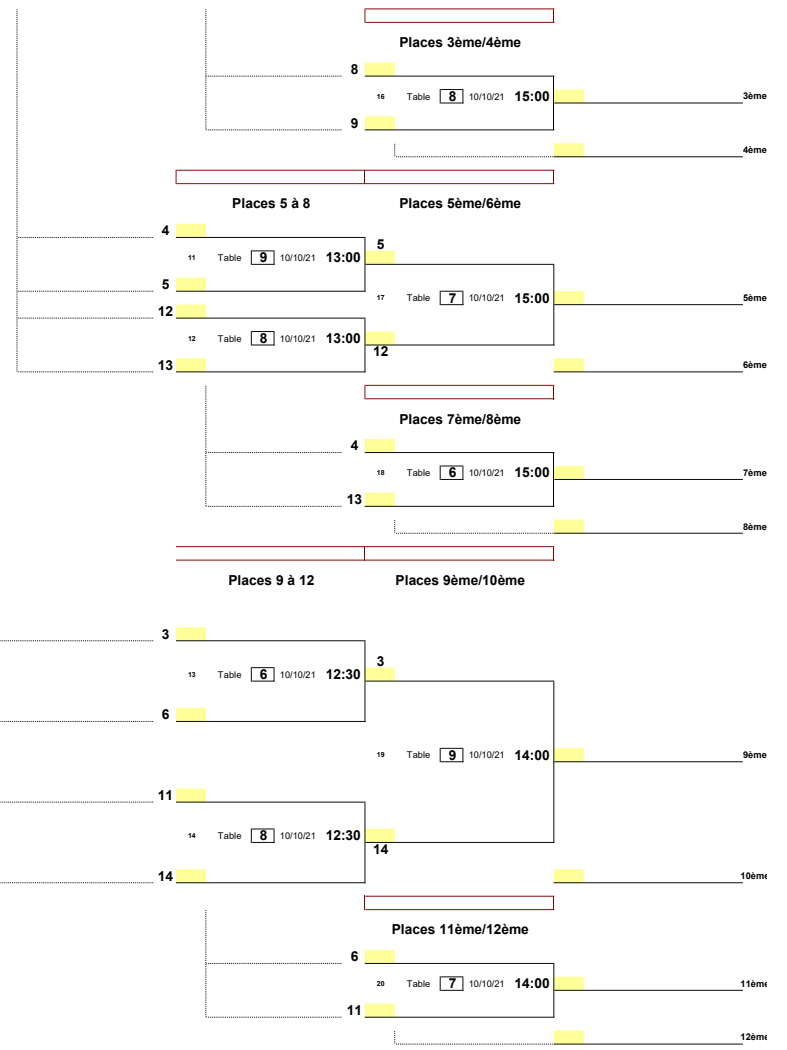 Places 3ème/4ème
8
16 Table 8 10/10/21 15:00 3ème
9
4ème
Places 5 à 8 Places 5ème/6ème
4
5
11 Table 9 10/10/21 13:00
5
17 Table 7 10/10/21 15:00 5ème
12
12 Table 8 10/10/21 13:00
12
13 6ème
Places 7ème/8ème
4
18 Table 6 10/10/21 15:00 7ème
13
8ème
Places 9 à 12 Places 9ème/10ème
3
3
13 Table 6 10/10/21 12:30
6
19 Table 9 10/10/21 14:00 9ème
11
14 Table 8 10/10/21 12:30
14
14 10ème
Places 11ème/12ème
6
20 Table 7 10/10/21 14:00 11ème
11
12ème